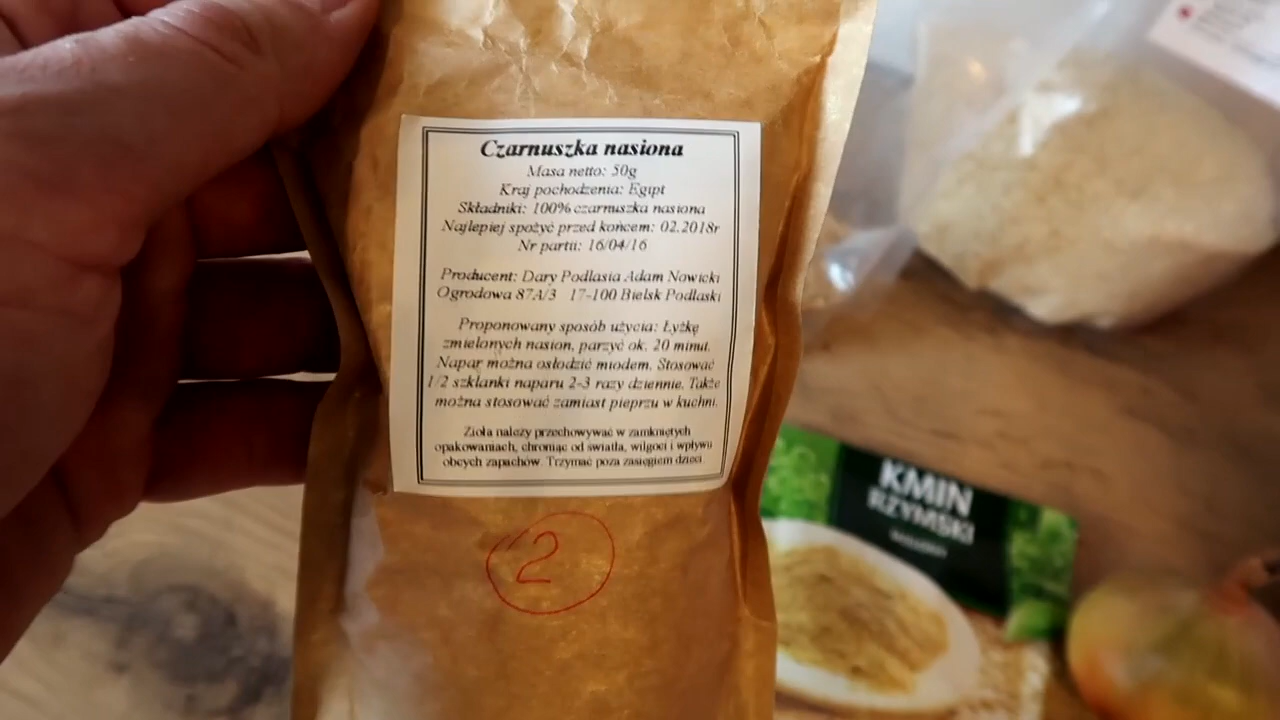 Czarnuszka nasiona
Masa netto: 50g
Kraj pochodzenia: Egipt
Składniki: 100% czarnuszka nasiona
Najlepiej spożyć przed końcem: 02.2018r
Nr partii: 16/04/16
Producent: Dary Podlasia Adam Nowicki
Ogrodowa 87A/3 17-100 Bielsk Podlaski
Proponowany sposób użycia: Łyżkę
zmielonych nasion, parzyć ok. 20 minut.
Napar można osłodzić miodem. Stosować
1/2 szklanki naparu 2-3 razy dziennie. Także
można stosować zamiast pieprzu w kuchni.
Zioła należy przechowywać w zamkniętych
opakowaniach, chroniąc od światła, wilgoci i wpływu
obcych zapachów. Trzymać poza zasięgiem dzieci.
2
KMIN
RZYMSKI